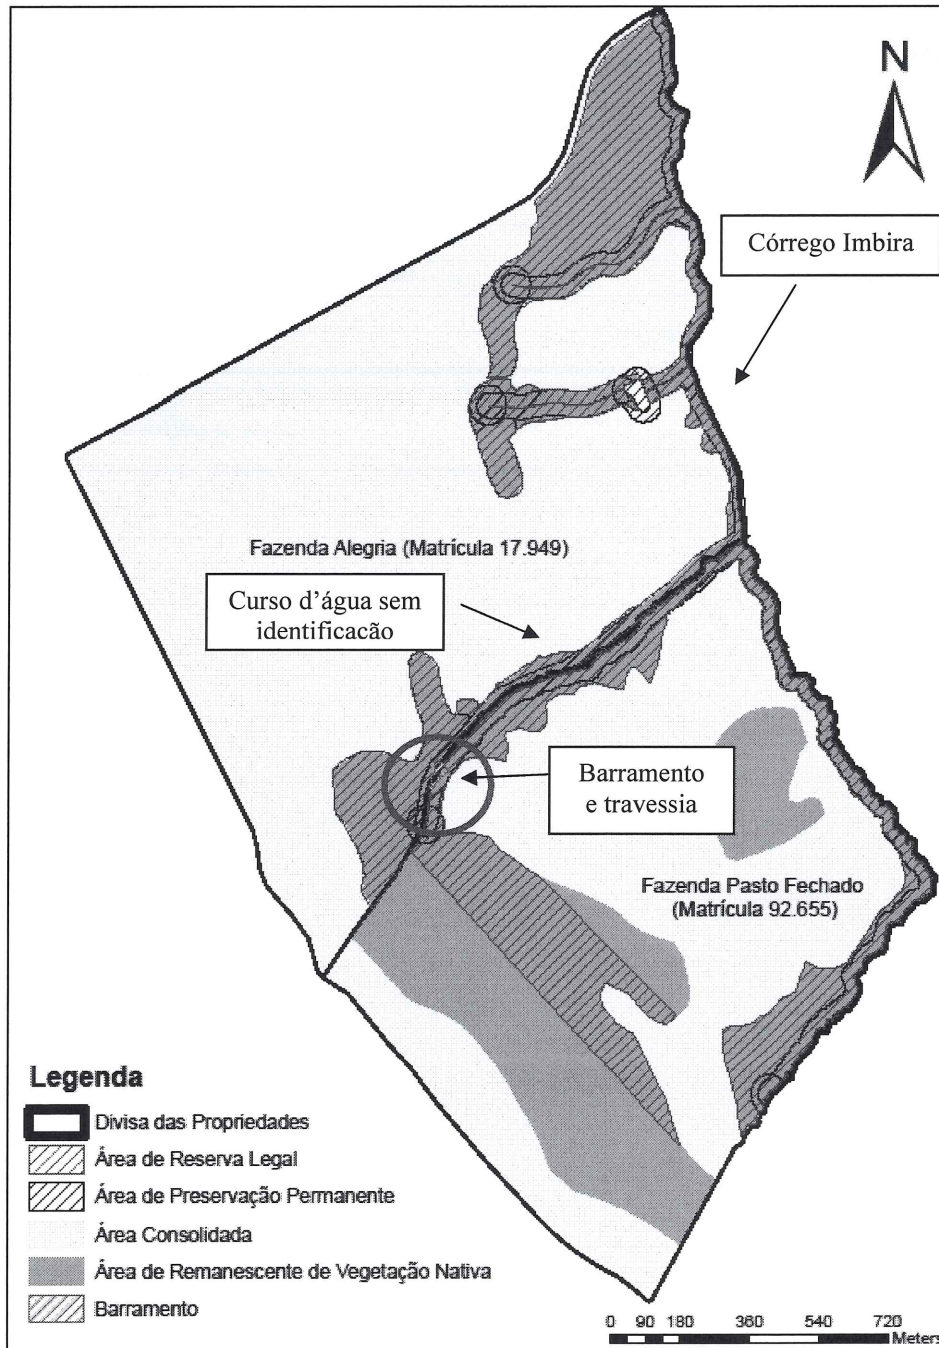 N
Córrego Imbira
Fazenda Alegria (Matrícula 17.949)
Curso d'água sem
identificacão
Barramento
e travessia
Fazenda Pasto Fechado
(Matrícula 92.655)
Legenda
Divisa das Propriedades
Área de Reserva Legal
Área de Preservação Permanente
Área Consolidada
Área de Remanescente de Vegetação Nativa
Barramento
0 90 180 360 540 720
Meters